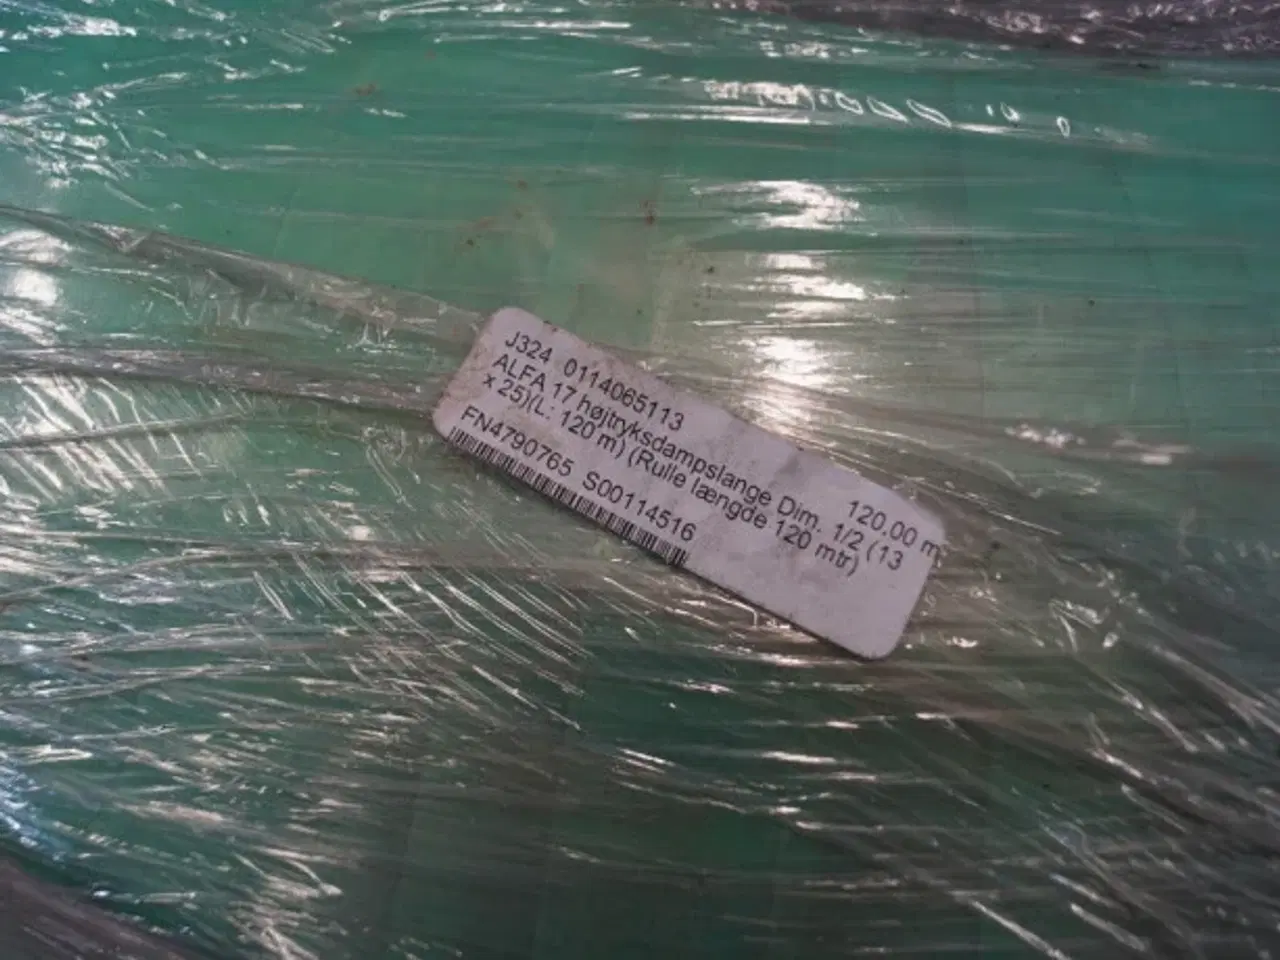 J324 0114065113
120.00 m
ALFA 17 højtryksdampslange Dim. 1/2 (13
x 25)(L: 120 m) (Rulle længde 120 mtr)
FN4790765 S00114516